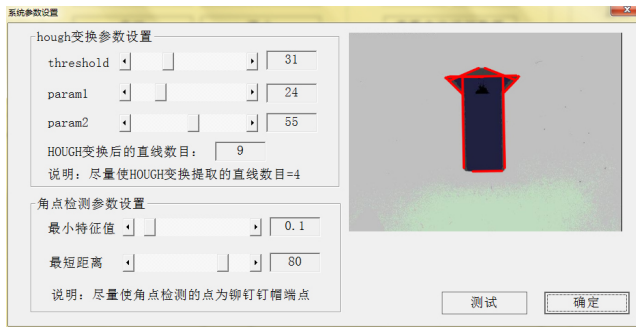 系统参数设置
hough变换参数设置
threshold 31
param1 24
param2 55
HOUGH变换后的直线数目： 9
说明：尽量使HOUGH变换提取的直线数目=4
角点检测参数设置
最小特征值 0.1
最短距离 80
说明：尽量使角点检测的点为铆钉钉帽端点
测试 确定